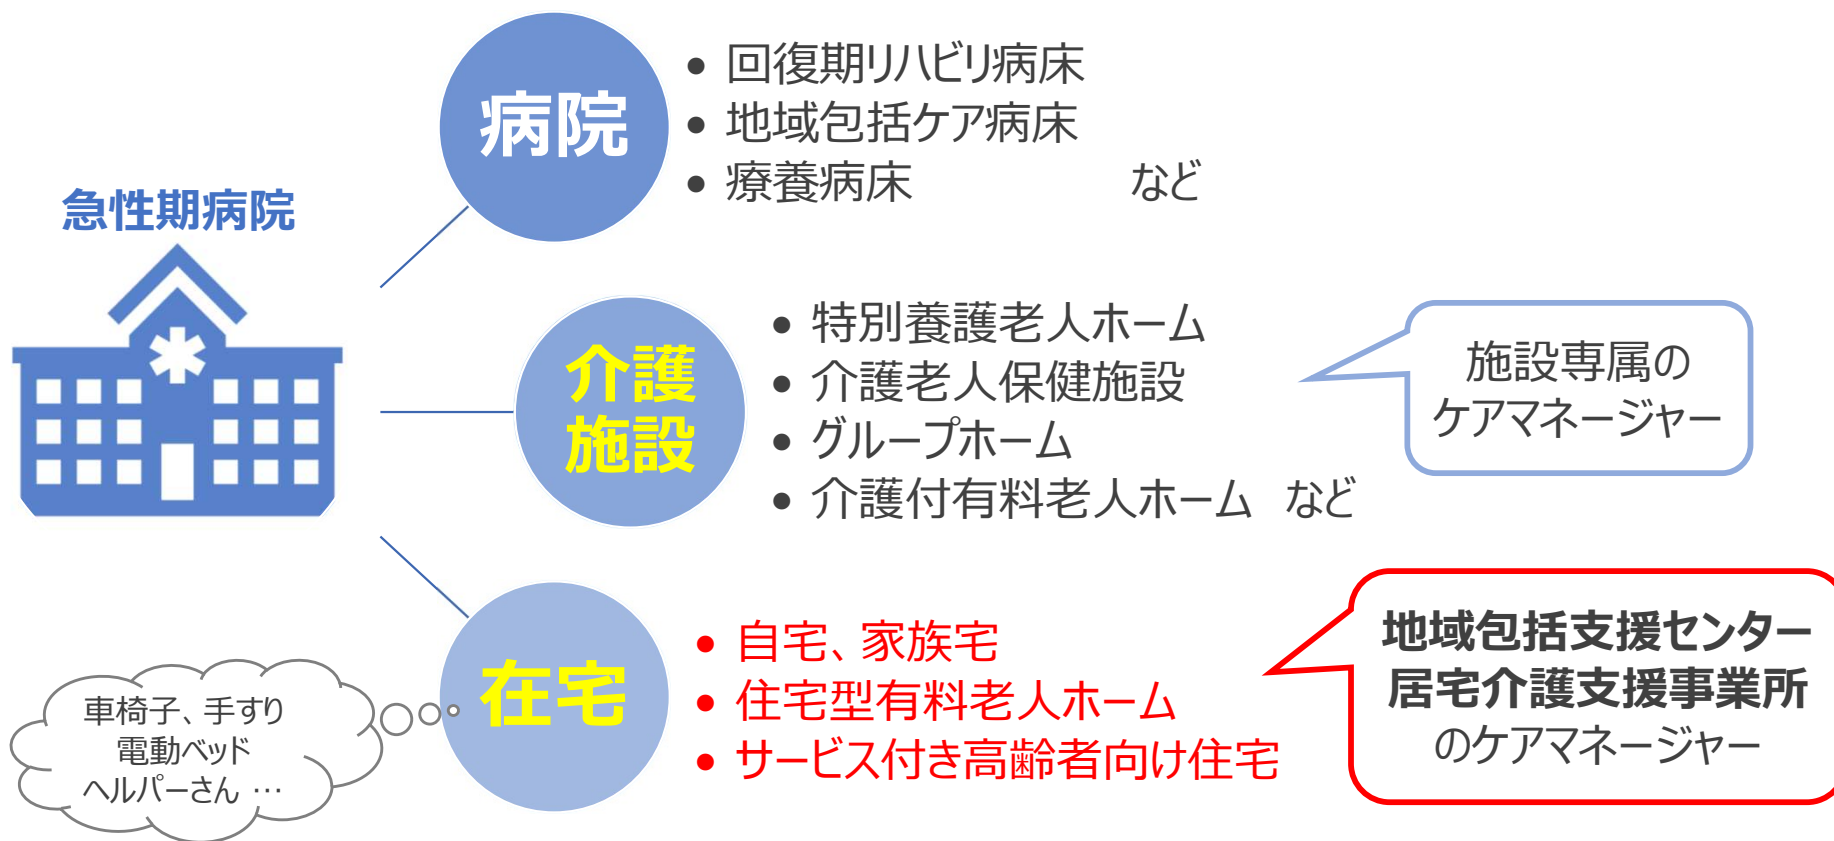 急性期病院
病院
• 回復期リハビリ病床
• 地域包括ケア病床
• 療養病床 など
介護
施設
• 特別養護老人ホーム
• 介護老人保健施設
• グループホーム
• 介護付有料老人ホーム など
施設専属の
ケアマネージャー
在宅
• 自宅、家族宅
• 住宅型有料老人ホーム
• サービス付き高齢者向け住宅
地域包括支援センター
居宅介護支援事業所
のケアマネージャー
車椅子、手すり
電動ベッド
ヘルパーさん …